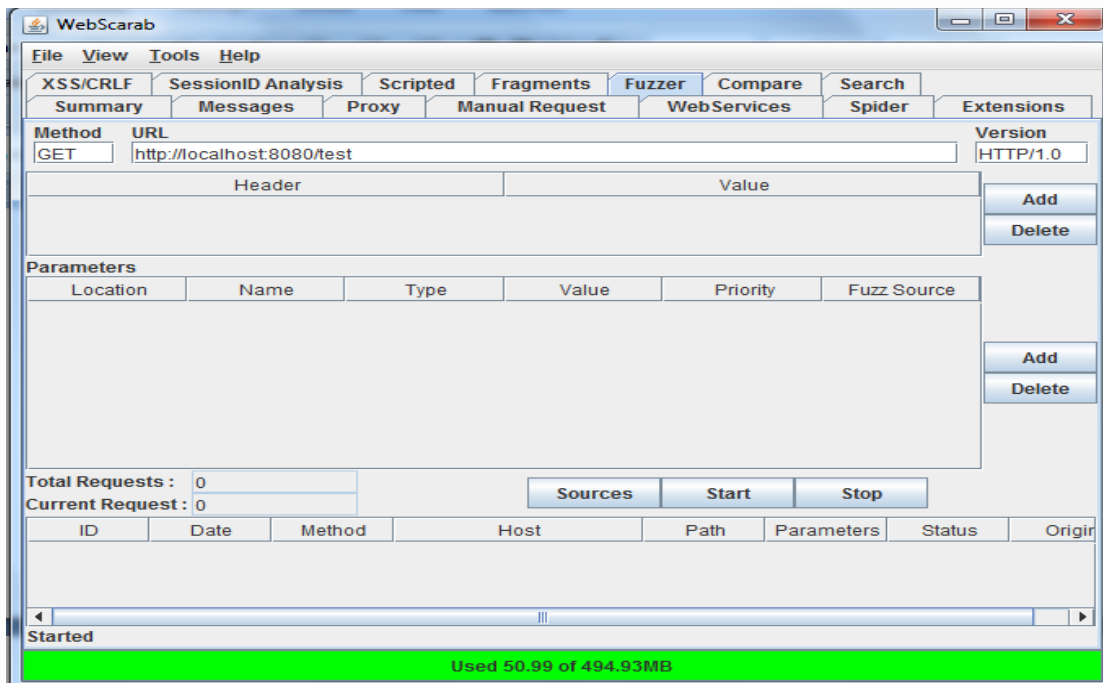 WebScarab
File View Tools Help
XSS/CRLF SessionID Analysis Scripted Fragments Fuzzer Compare Search
Summary Messages Proxy Manual Request WebServices Spider Extensions
Method URL Version
GET http://localhost:8080/test HTTP/1.0
Header Value
Add
Delete
Parameters
Location Name Type Value Priority Fuzz Source
Add
Delete
Total Requests : 0
Sources Start Stop
Current Request : 0
ID Date Method Host Path Parameters Status Origin
Started
Used 50.99 of 494.93MB